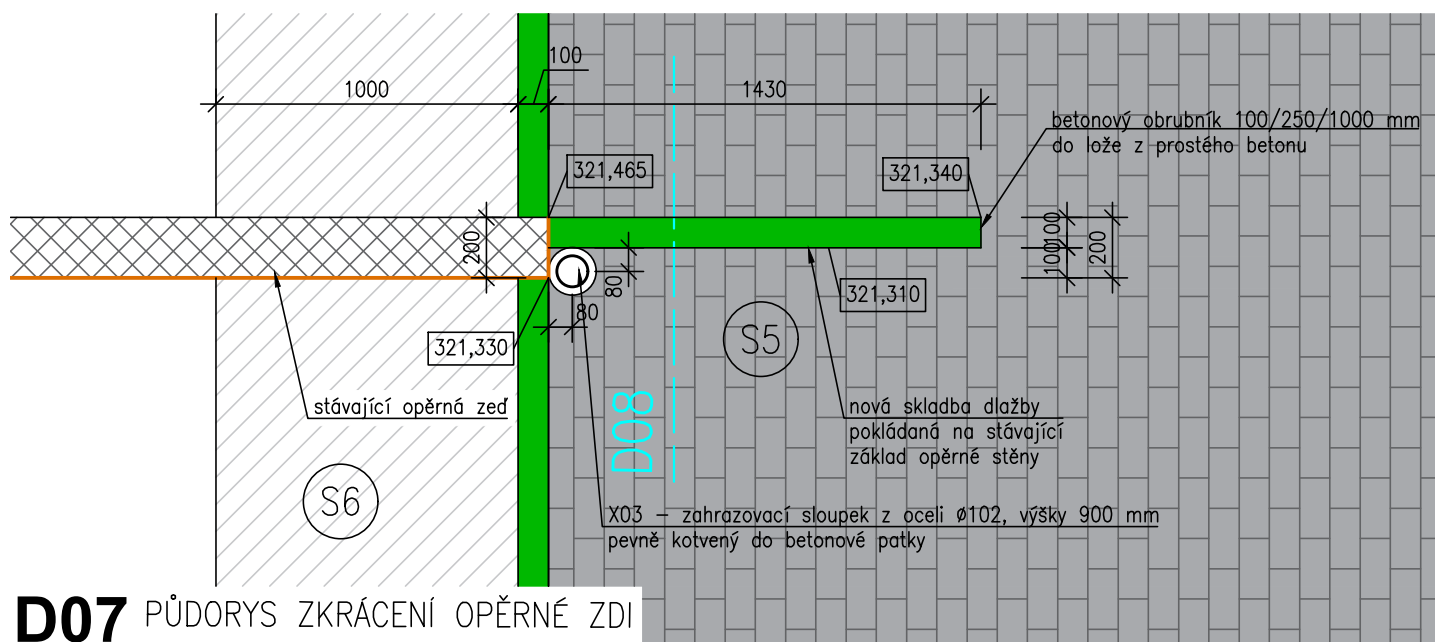 100
1000
1430
betonový obrubník 100/250/1000 mm
do lože z prostého betonu
321,465
321,340
200
80
80
100
100
200
321,310
321,330
S5
stávající opěrná zeď
D08
nová skladba dlažby
pokládaná na stávající
základ opěrné stěny
S6
X03 – zahrazovací sloupek z oceli ø102, výšky 900 mm
pevně kotvený do betonové patky
D07 PŮDORYS ZKRÁCENÍ OPĚRNÉ ZDI